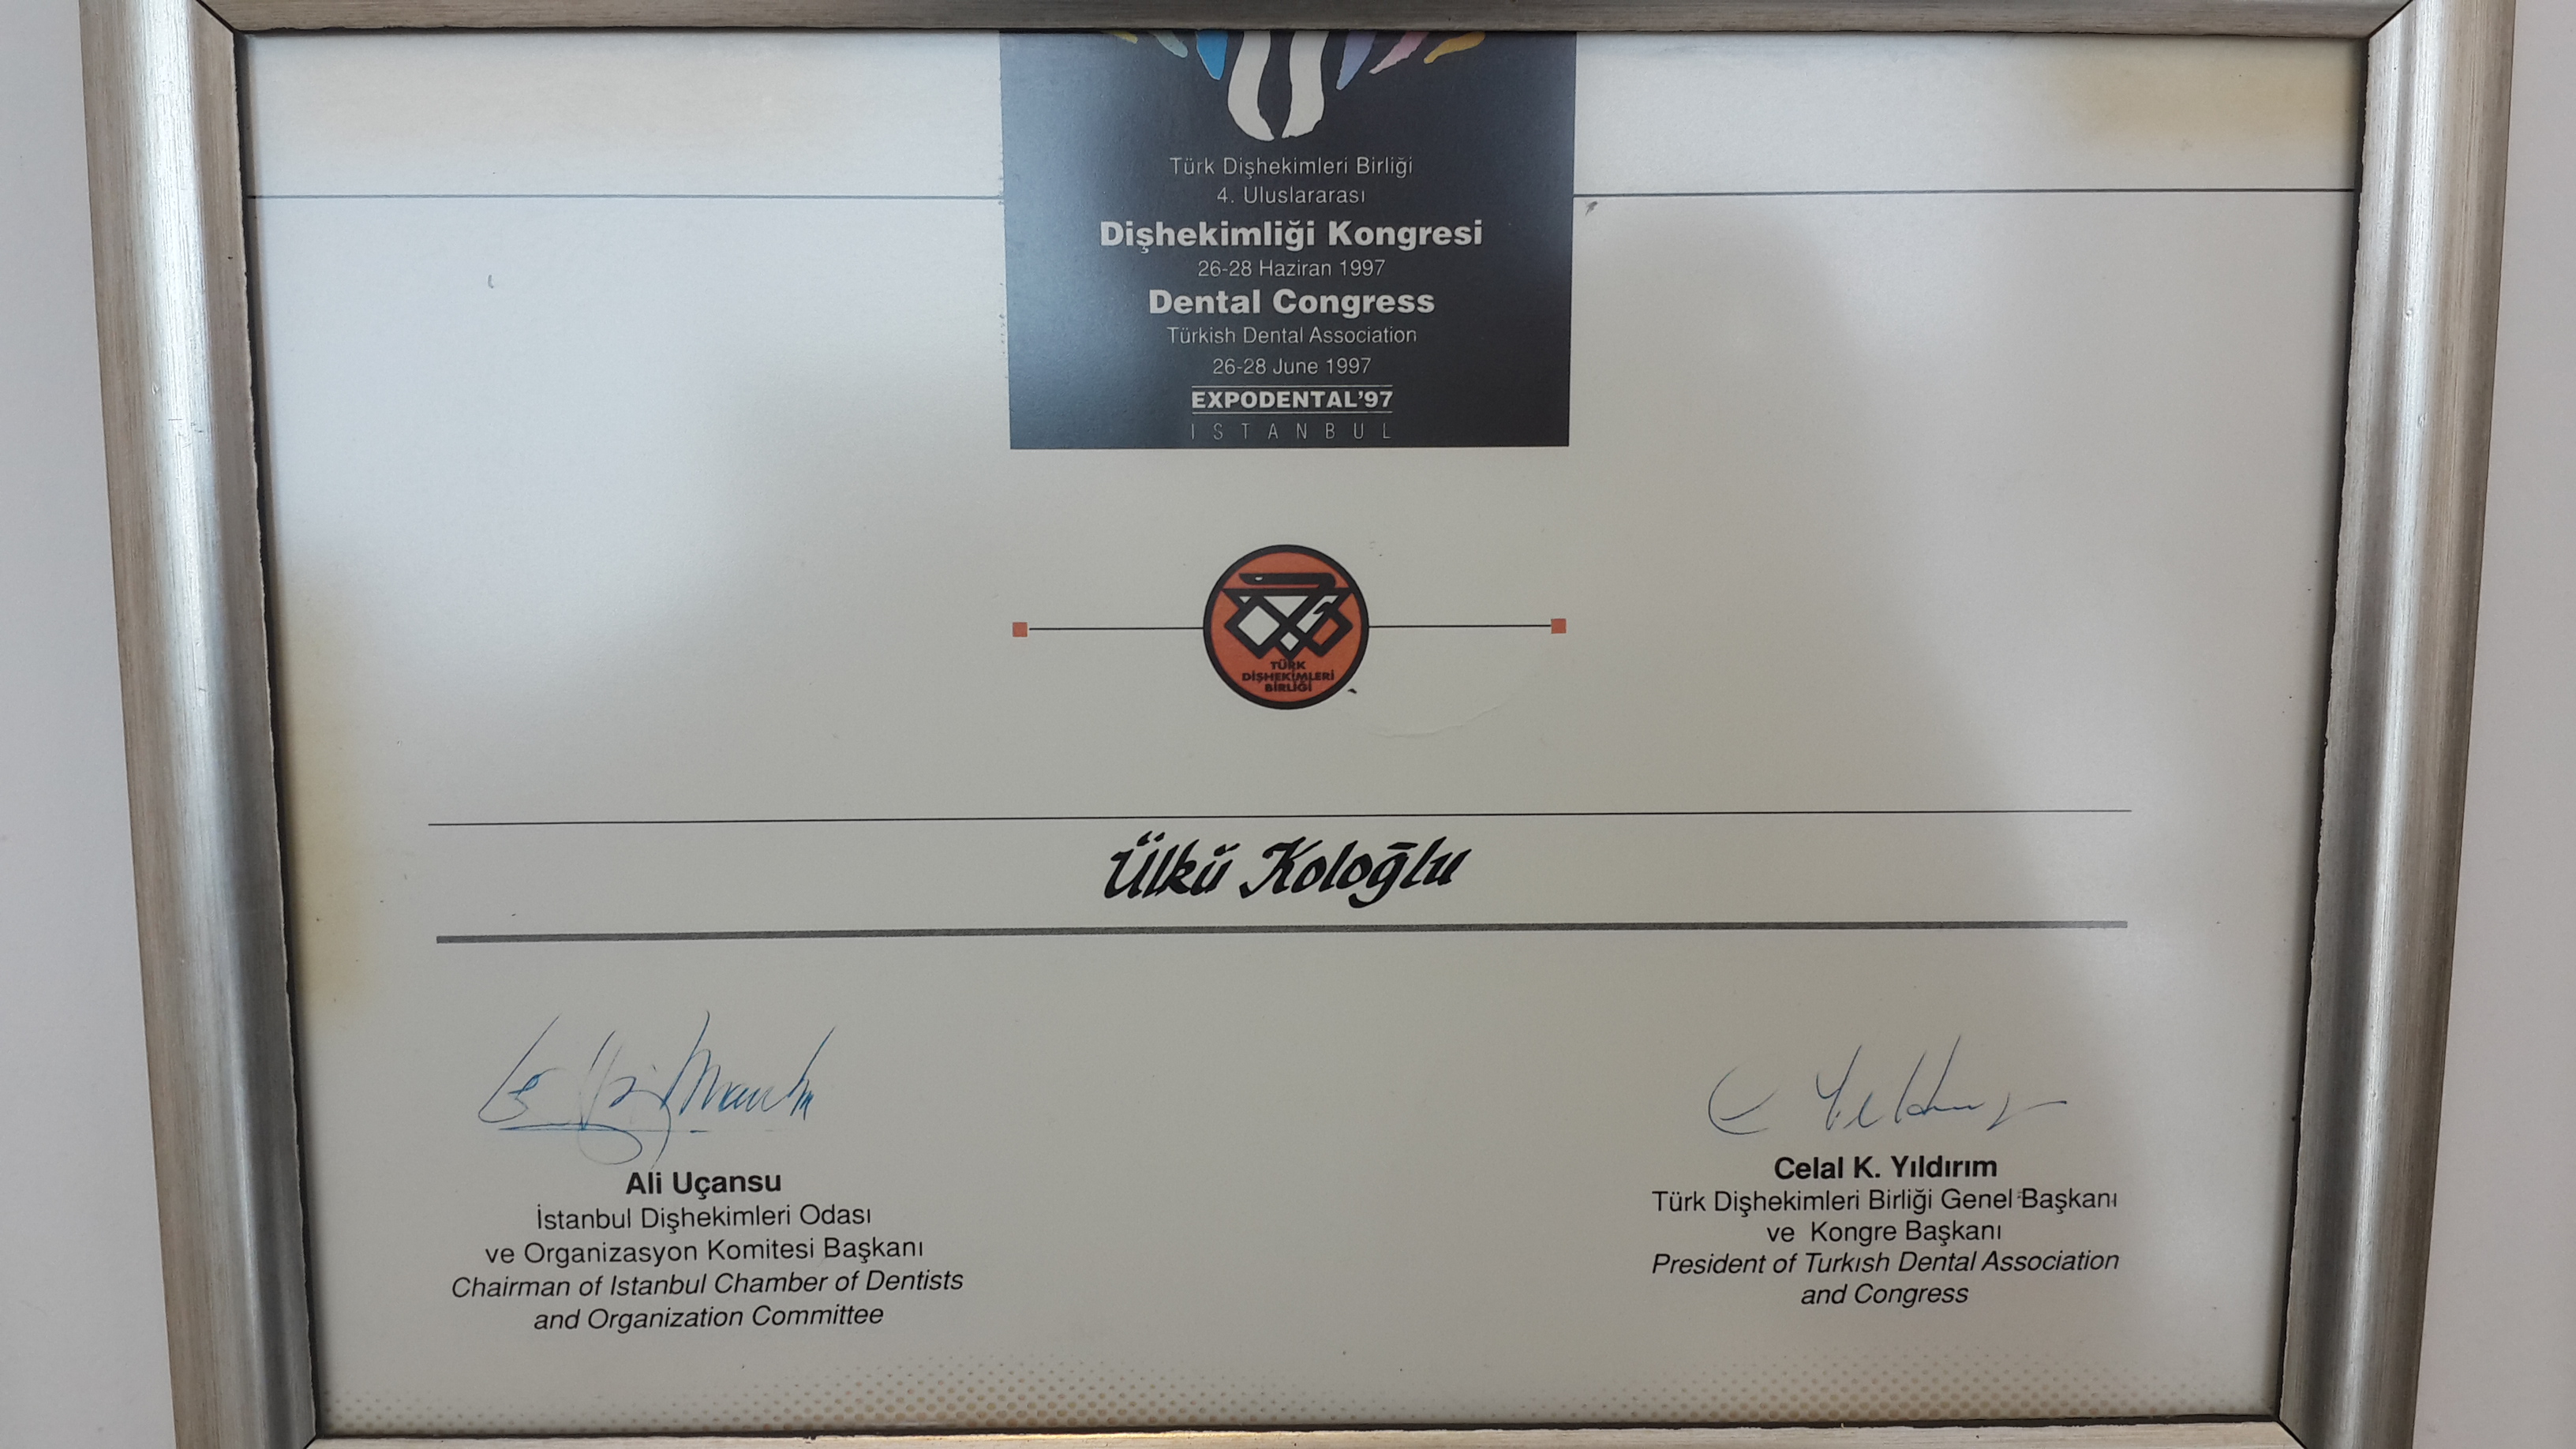 Türk Dişhekimleri Birliği
4. Uluslararası
Dişhekimliği Kongresi
26-28 Haziran 1997
Dental Congress
Türkish Dental Association
26-28 June 1997
EXPODENTAL'97
ISTANBUL
TÜRK
DİŞHEKİMLERİ
BİRLİĞİ
Ülkü Koloğlu
Ali Uçansu
İstanbul Dişhekimleri Odası
ve Organizasyon Komitesi Başkanı
Chairman of Istanbul Chamber of Dentists
and Organization Committee
Celal K. Yıldırım
Türk Dişhekimleri Birliği Genel Başkanı
ve Kongre Başkanı
President of Turkısh Dental Association
and Congress